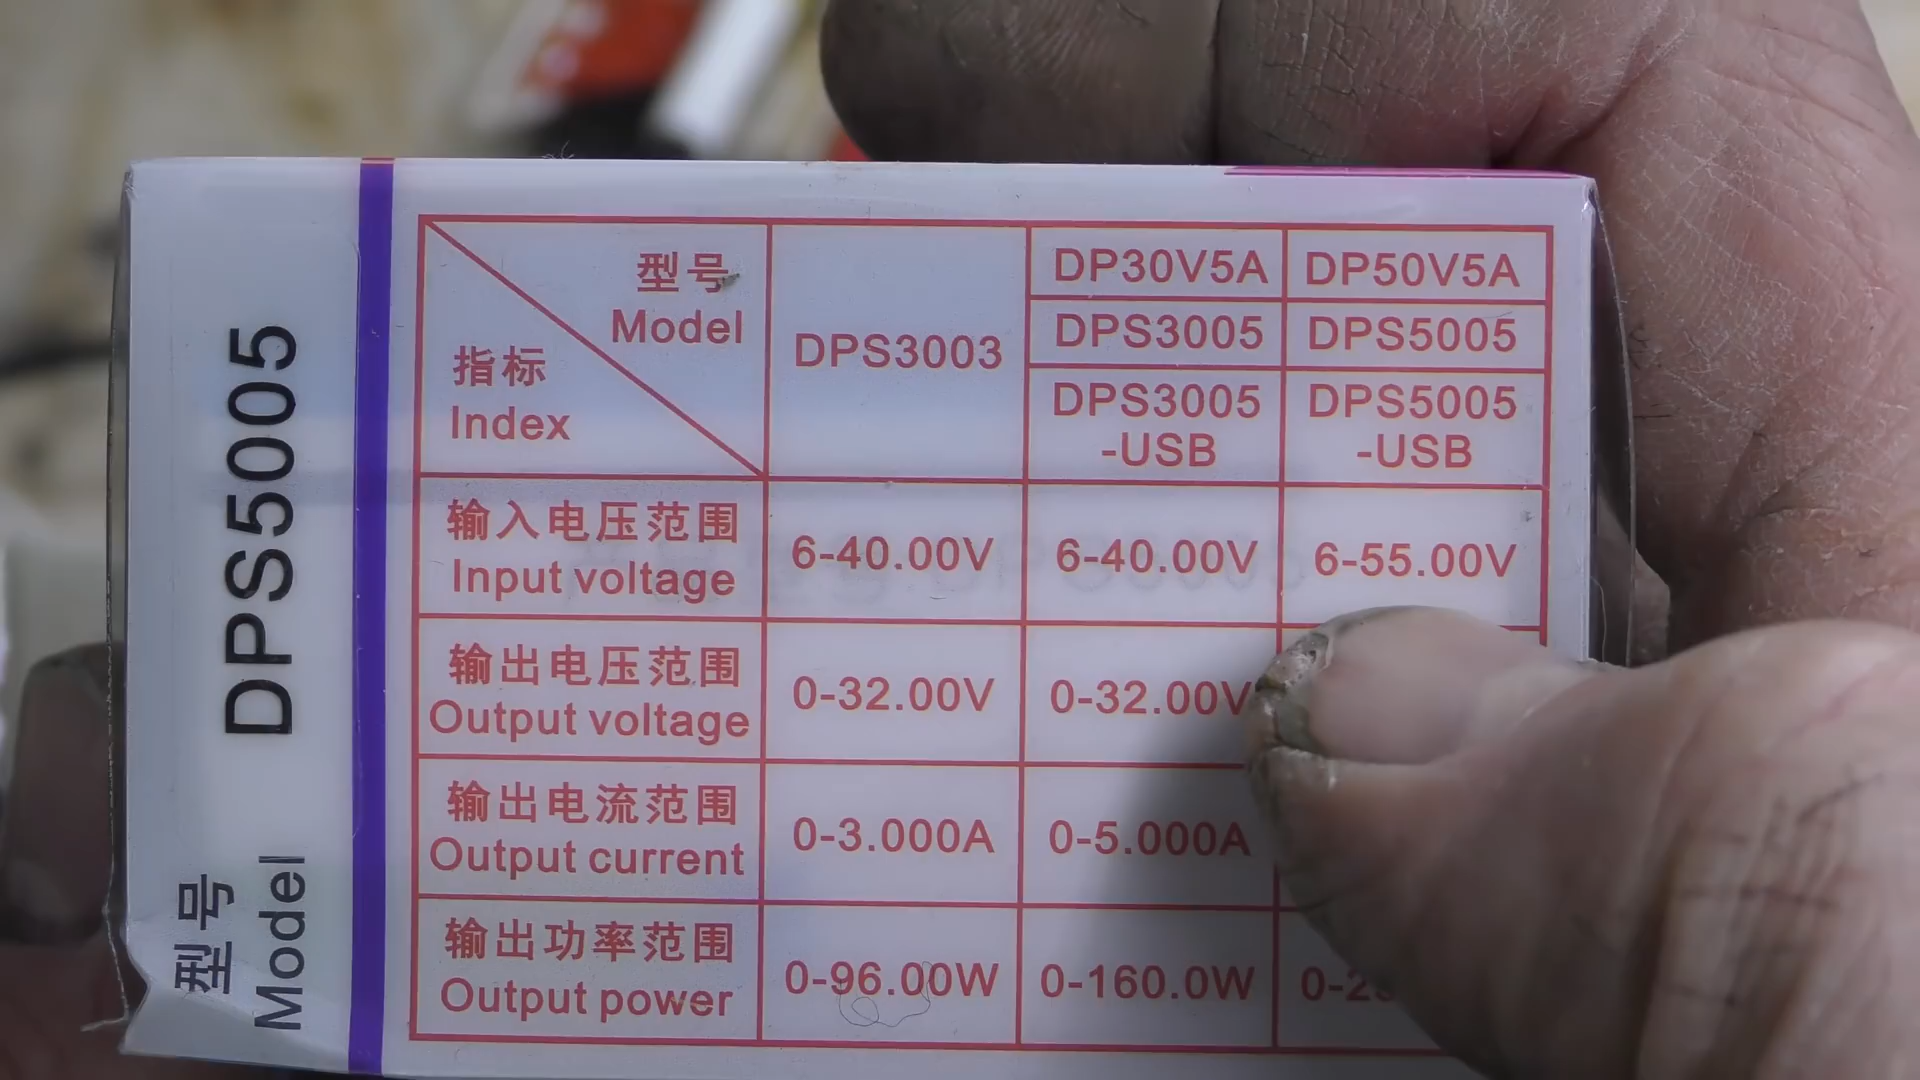 型号
Model DPS5005
型号
Model
指标
Index
DPS3003
DP30V5A
DPS3005
DPS3005
-USB
DP50V5A
DPS5005
DPS5005
-USB
输入电压范围
Input voltage
6-40.00V
6-40.00V
6-55.00V
输出电压范围
Output voltage
0-32.00V
0-32.00V
输出电流范围
Output current
0-3.000A
0-5.000A
输出功率范围
Output power
0-96.00W
0-160.0W